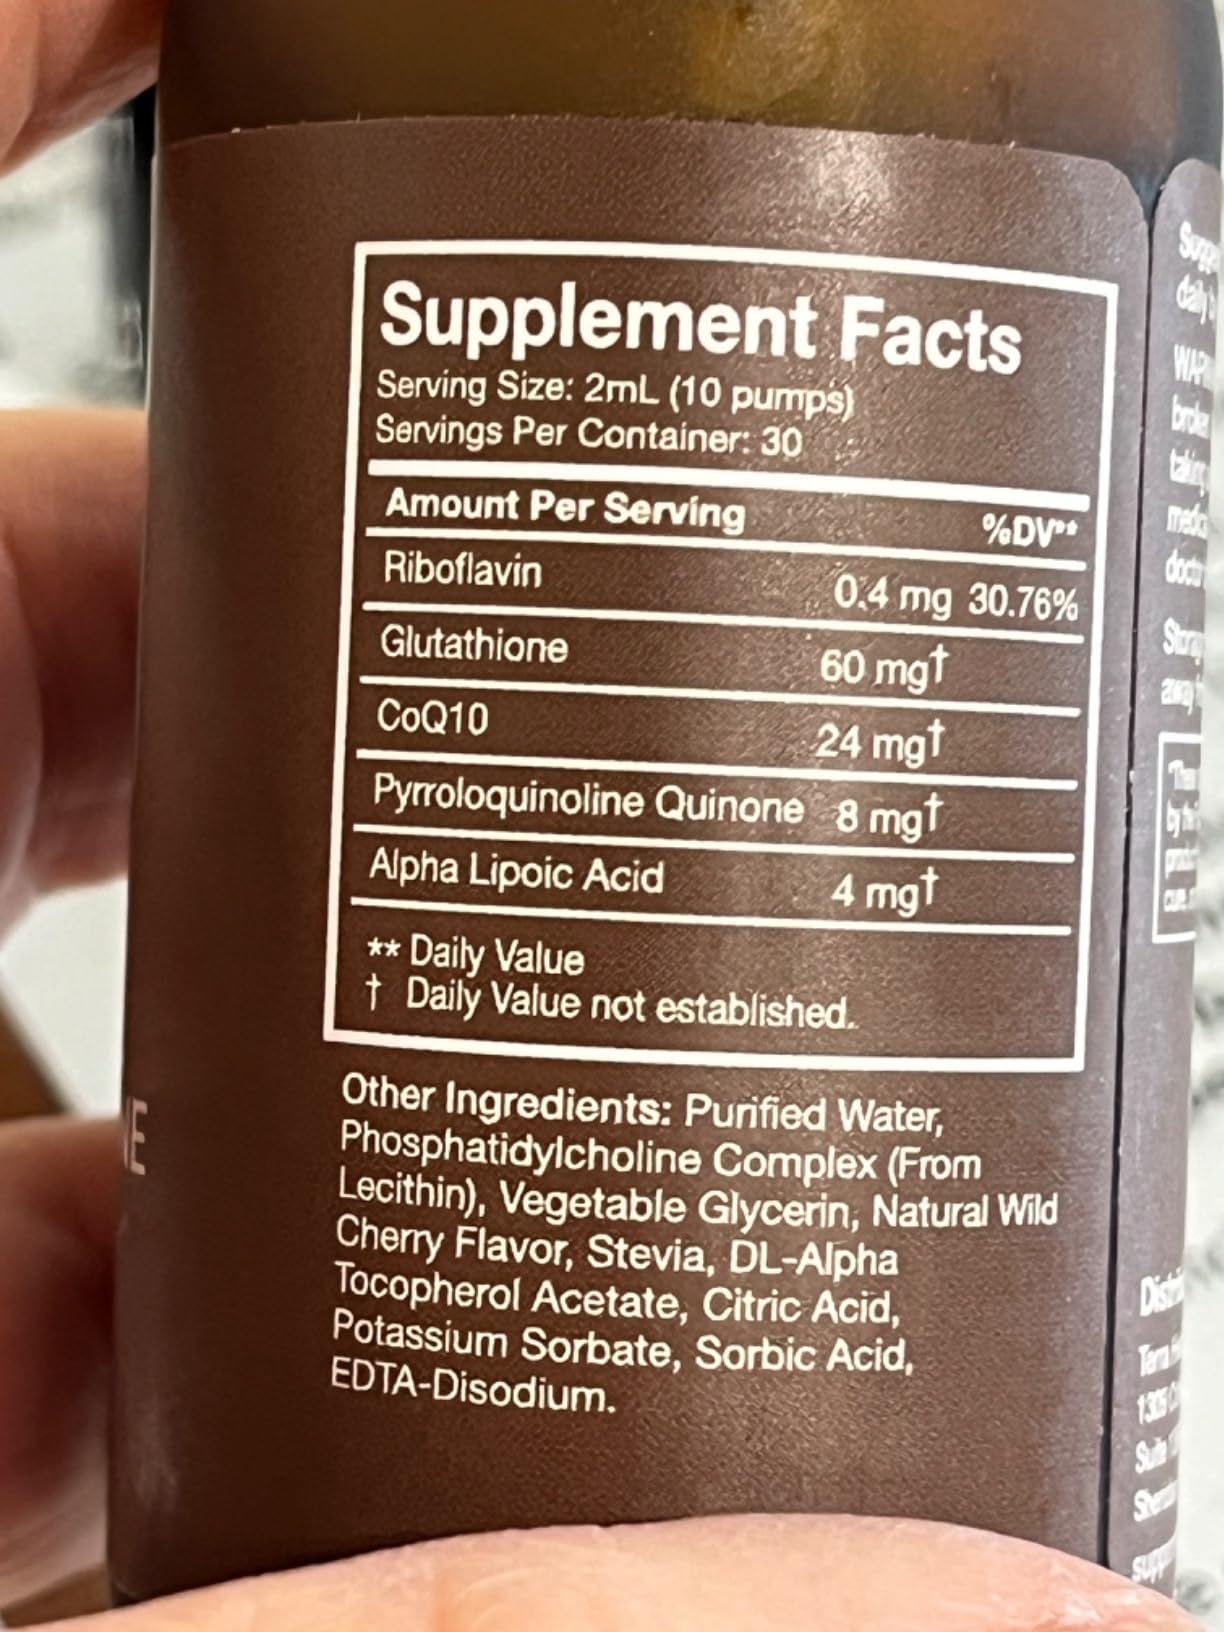 Supplement Facts
Serving Size: 2mL (10 pumps)
Servings Per Container: 30
Amount Per Serving %DV**
Riboflavin 0.4 mg 30.76%
Glutathione 60 mg†
CoQ10 24 mg†
Pyrroloquinoline Quinone 8 mg†
Alpha Lipoic Acid 4 mg†
** Daily Value
† Daily Value not established.
Other Ingredients: Purified Water,
Phosphatidylcholine Complex (From
Lecithin), Vegetable Glycerin, Natural Wild
Cherry Flavor, Stevia, DL-Alpha
Tocopherol Acetate, Citric Acid,
Potassium Sorbate, Sorbic Acid,
EDTA-Disodium.
daily
taking
Terra